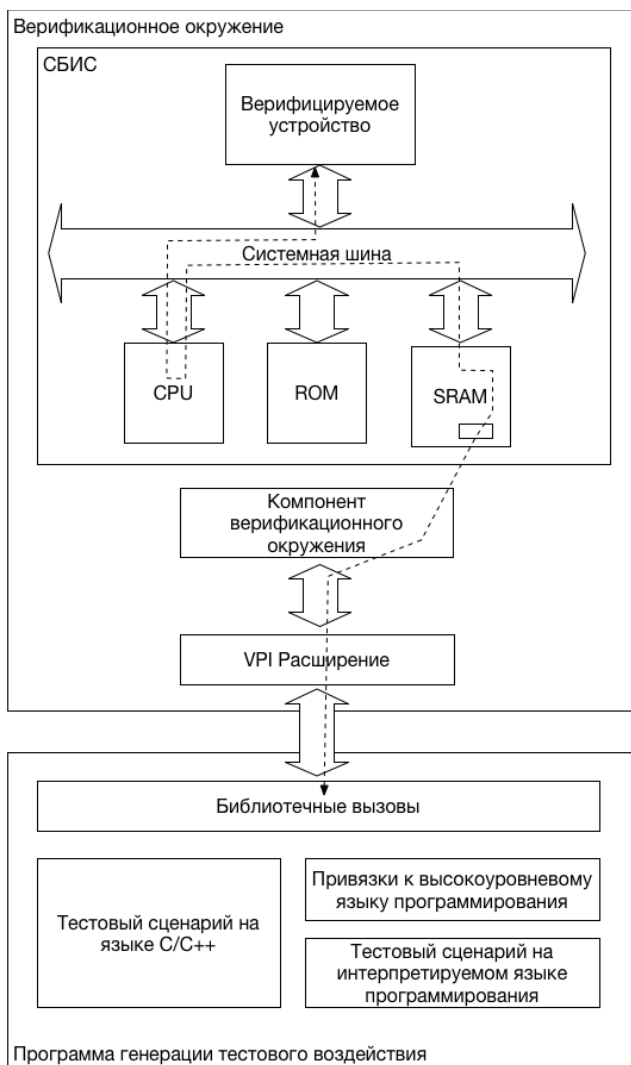 Верификационное окружение
СБИС
Верифицируемое
устройство
Системная шина
CPU
ROM
SRAM
Компонент
верификационного
окружения
VPI Расширение
Библиотечные вызовы
Тестовый сценарий на
языке C/C++
Привязки к высокоуровневому
языку программирования
Тестовый сценарий на
интерпретируемом языке
программирования
Программа генерации тестового воздействия